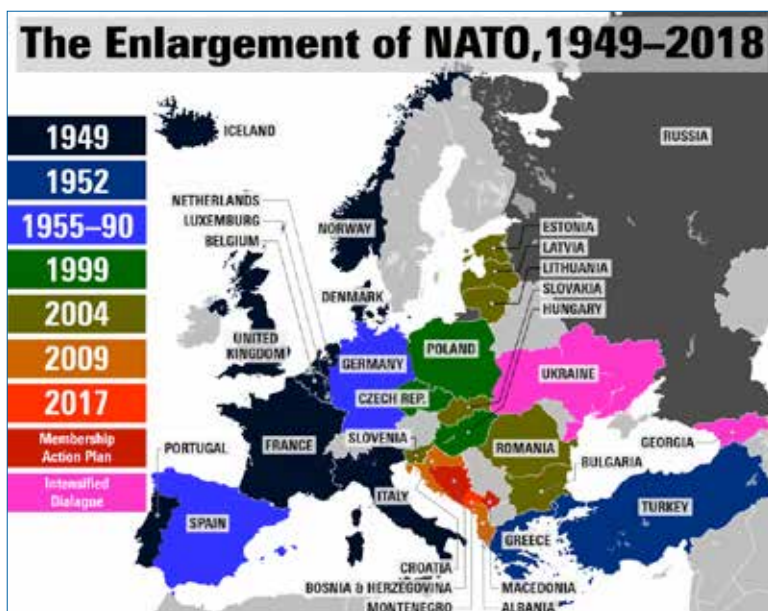 The Enlargement of NATO,1949–2018
1949
1952
1955–90
1999
2004
2009
2017
Membership
Action Plan
Intensified
Dialague
ICELAND
RUSSIA
NETHERLANDS
LUXEMBURG
BELGIUM
NORWAY
ESTONIA
LATVIA
LITHUANIA
SLOVAKIA
HUNGARY
DENMARK
UNITED
KINGDOM
GERMANY
POLAND
UKRAINE
CZECH REP.
PORTUGAL
FRANCE
SLOVENIA
ROMANIA
GEORGIA
BULGARIA
ITALY
SPAIN
TURKEY
GREECE
CROATIA
BOSNIA & HERZEGOVINA
MACEDONIA
MONTENEGRO
ALBANIA